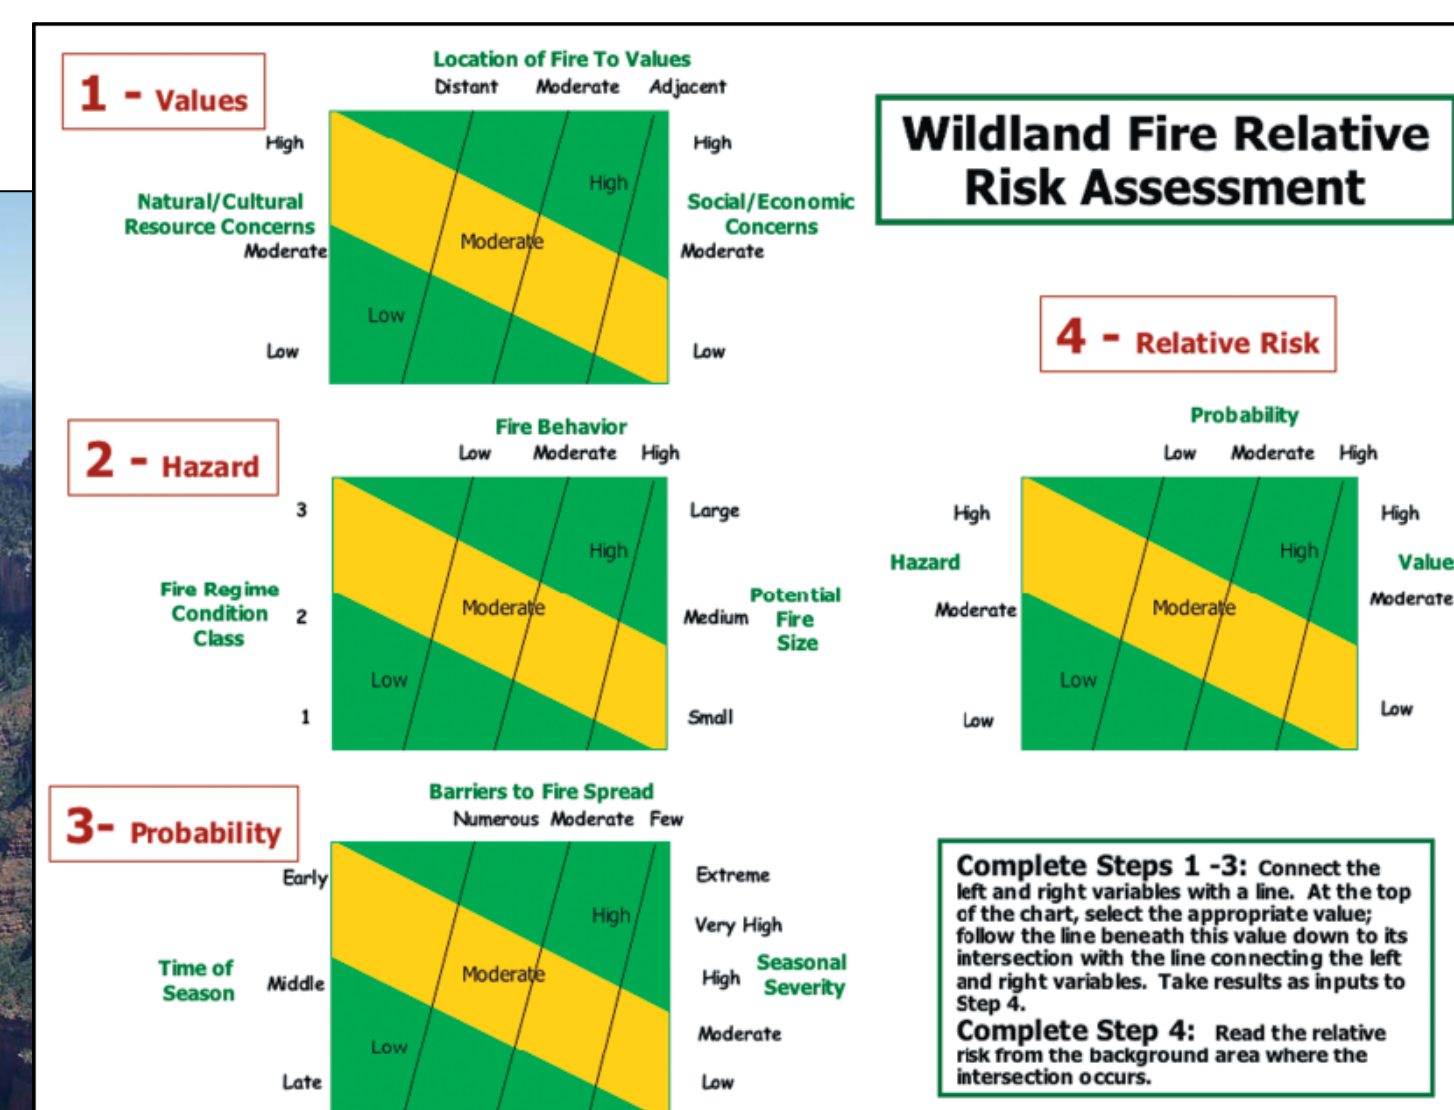 1 - Values
Location of Fire To Values
Distant Moderate Adjacent
High
Natural/Cultural
Resource Concerns
Moderate
Low
High
Moderate
Low
High
Social/Economic
Concerns
Moderate
Low
Wildland Fire Relative
Risk Assessment
2 - Hazard
Fire Behavior
Low Moderate High
3
Fire Regime
Condition
Class
2
1
High
Moderate
Low
Large
Medium
Potential
Fire
Size
Small
3- Probability
Barriers to Fire Spread
Numerous Moderate Few
Early
Time of
Season
Middle
Late
High
Moderate
Low
Extreme
Very High
High
Seasonal
Severity
Moderate
Low
4 - Relative Risk
Probability
Low Moderate High
High
Hazard
Moderate
Low
High
Moderate
Low
High
Value
Moderate
Low
Complete Steps 1 -3: Connect the
left and right variables with a line. At the top
of the chart, select the appropriate value;
follow the line beneath this value down to its
intersection with the line connecting the left
and right variables. Take results as inputs to
Step 4.
Complete Step 4: Read the relative
risk from the background area where the
intersection occurs.